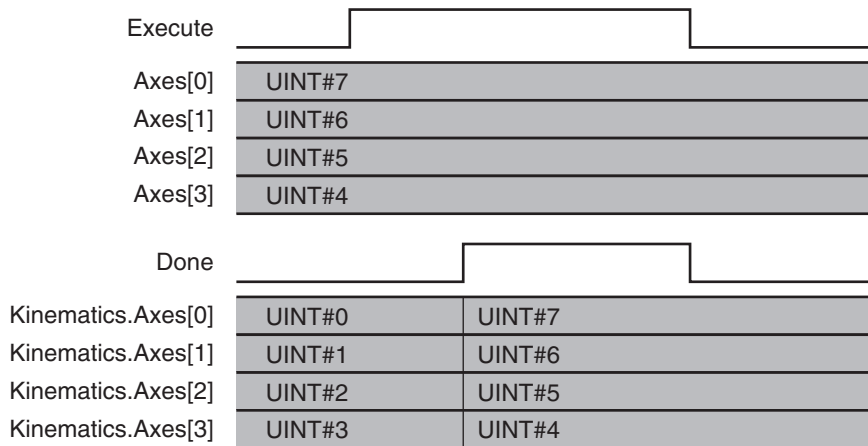 Execute
Axes[0] UINT#7
Axes[1] UINT#6
Axes[2] UINT#5
Axes[3] UINT#4
Done
Kinematics.Axes[0] UINT#0 UINT#7
Kinematics.Axes[1] UINT#1 UINT#6
Kinematics.Axes[2] UINT#2 UINT#5
Kinematics.Axes[3] UINT#3 UINT#4